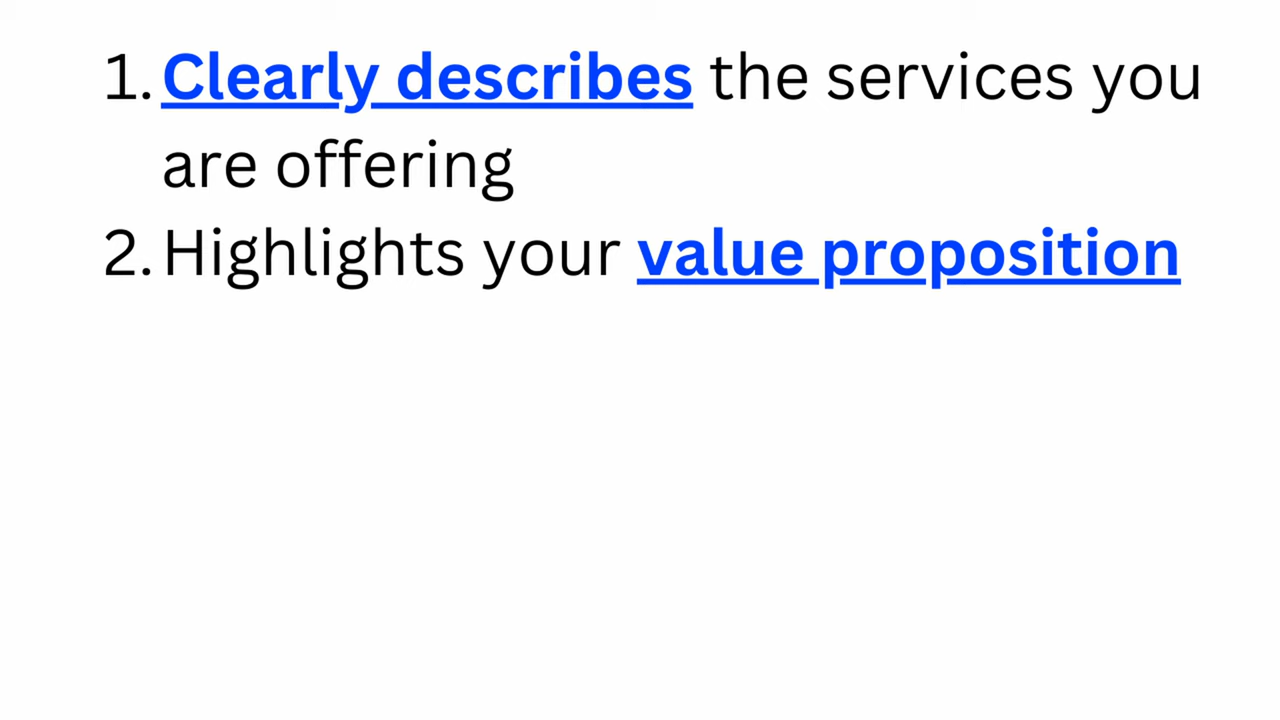 1. Clearly describes the services you
are offering
2. Highlights your value proposition